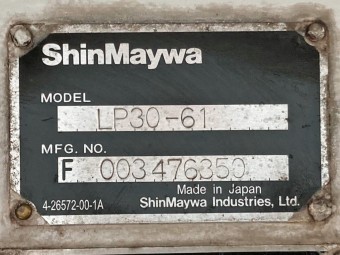 ShinMaywa
MODEL
LP30-61
MFG. NO.
F 003476350
Made in Japan
4-26572-00-1A ShinMaywa Industries, Ltd.